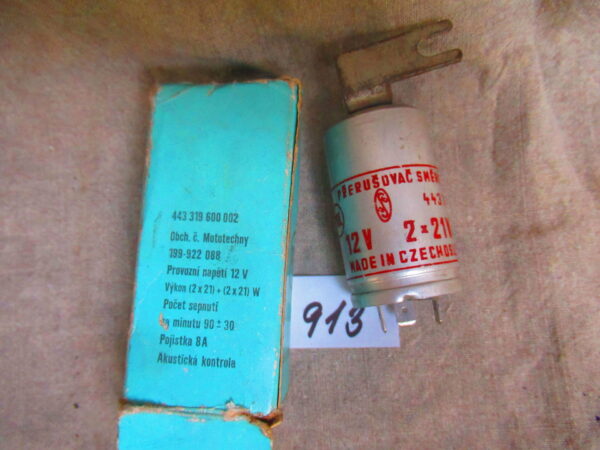 443 319 600 002
Obch. č. Mototechny
199-922 088
Provozní napětí 12 V
Výkon (2 x 21) + (2 x 21) W
Počet sepnutí
za minutu 90 ± 30
Pojistka 8A
Akustická kontrola
PŘERUŠOVAČ SMĚR
443
12 V 2 × 21
MADE IN CZECHOS
913